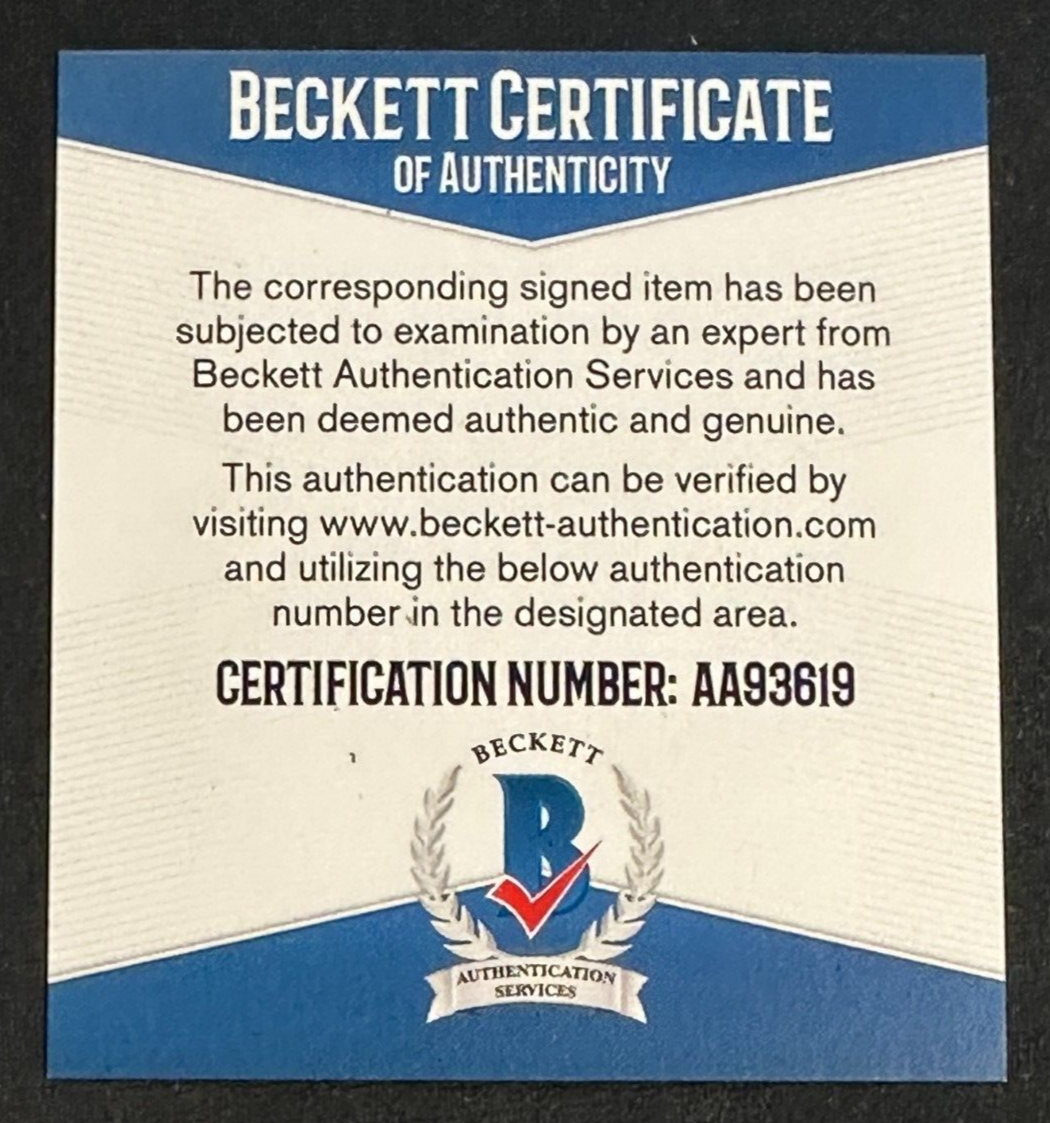 BECKETT CERTIFICATE
OF AUTHENTICITY
The corresponding signed item has been
subjected to examination by an expert from
Beckett Authentication Services and has
been deemed authentic and genuine.
This authentication can be verified by
visiting www.beckett-authentication.com
and utilizing the below authentication
number in the designated area.
CERTIFICATION NUMBER: AA93619
BECKETT
B
AUTHENTICATION
SERVICES